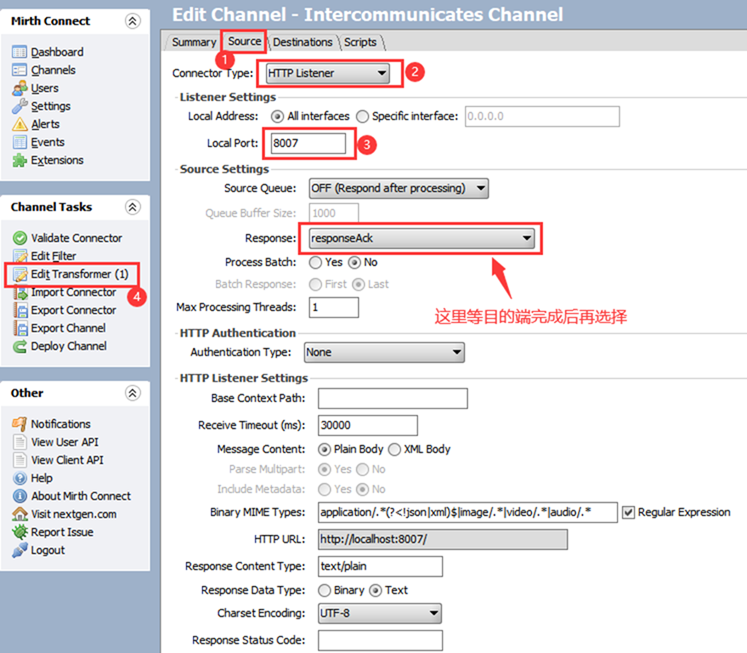 Edit Channel - Intercommunicates Channel
Mirth Connect
Dashboard
Channels
Users
Settings
Alerts
Events
Extensions
Channel Tasks
Validate Connector
Edit Filter
Edit Transformer (1)
4
Import Connector
Export Connector
Export Channel
Deploy Channel
Other
Notifications
View User API
View Client API
Help
About Mirth Connect
Visit nextgen.com
Report Issue
Logout
Summary Source Destinations Scripts
1
Connector Type: HTTP Listener 2
Listener Settings
Local Address: All interfaces Specific interface: 0.0.0.0
Local Port: 8007 3
Source Settings
Source Queue: OFF (Respond after processing)
Queue Buffer Size: 1000
Response: responseAck
Process Batch: Yes No
Batch Response: First Last
Max Processing Threads: 1
这里等目的端完成后再选择
HTTP Authentication
Authentication Type: None
HTTP Listener Settings
Base Context Path:
Receive Timeout (ms): 30000
Message Content: Plain Body XML Body
Parse Multipart: Yes No
Include Metadata: Yes No
Binary MIME Types: application/.*(?<!json|xml)$|image/.*|video/.*|audio/.* Regular Expression
HTTP URL: http://localhost:8007/
Response Content Type: text/plain
Response Data Type: Binary Text
Charset Encoding: UTF-8
Response Status Code: